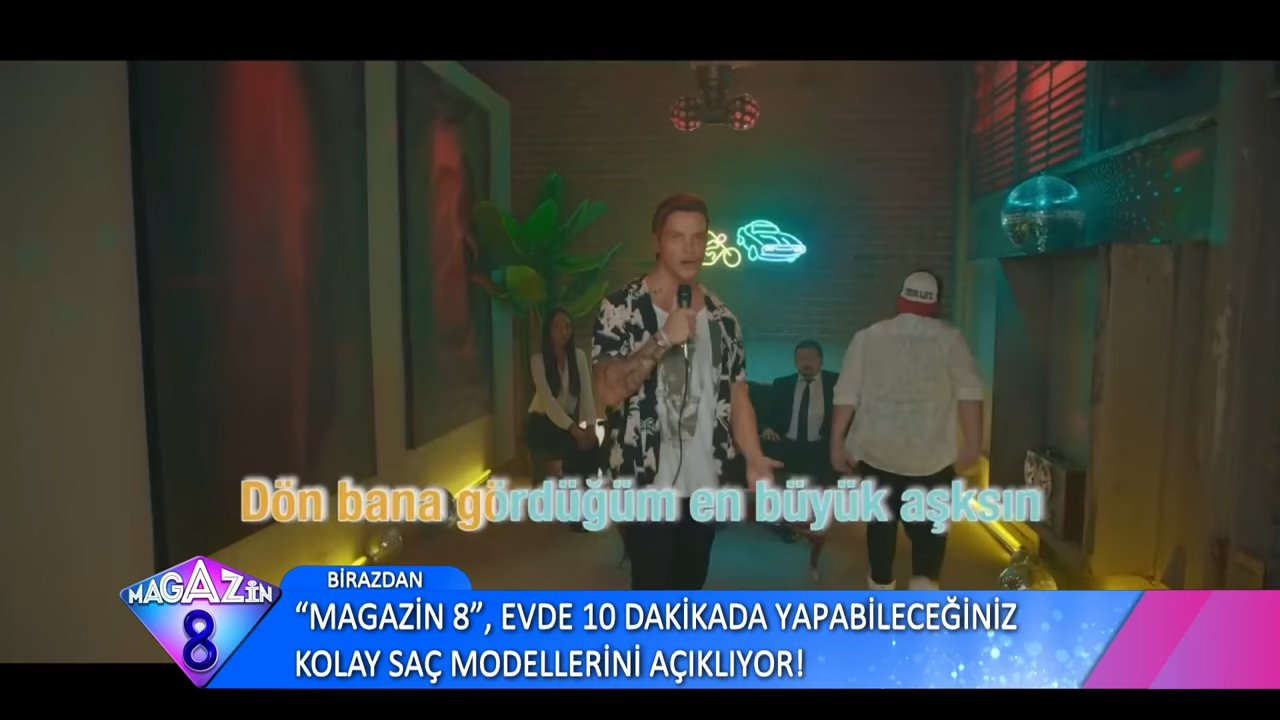 Dön bana gördüğüm en büyük aşksın
MAGAZİN
8
BİRAZDAN
“MAGAZİN 8”, EVDE 10 DAKİKADA YAPABİLECEĞİNİZ
KOLAY SAÇ MODELLERİNİ AÇIKLIYOR!